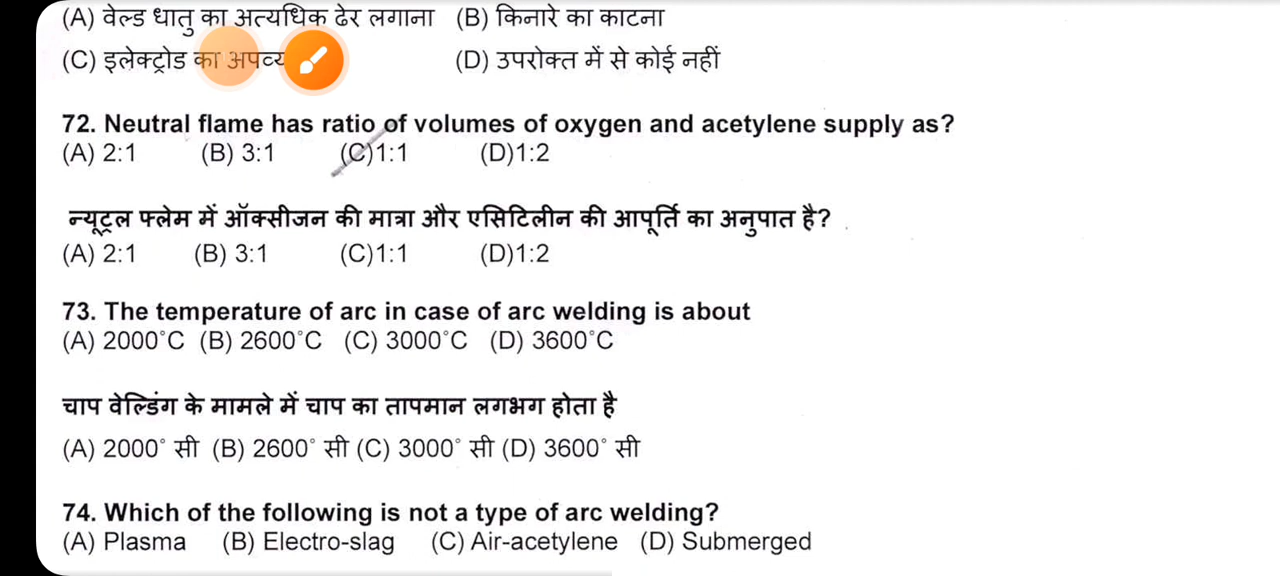 (A) वेल्ड धातु का अत्यधिक ढेर लगाना (B) किनारे का काटना
(C) इलेक्ट्रोड का (D) उपरोक्त में से कोई नहीं
72. Neutral flame has ratio of volumes of oxygen and acetylene supply as?
(A) 2:1 (B) 3:1 (C)1:1 (D)1:2
न्यूट्रल फ्लेम में ऑक्सीजन की मात्रा और एसिटिलीन की आपूर्ति का अनुपात है?
(A) 2:1 (B) 3:1 (C)1:1 (D)1:2
73. The temperature of arc in case of arc welding is about
(A) 2000°C (B) 2600°C (C) 3000°C (D) 3600°C
चाप वेल्डिंग के मामले में चाप का तापमान लगभग होता है
(A) 2000° सी (B) 2600° सी (C) 3000° सी (D) 3600° सी
74. Which of the following is not a type of arc welding?
(A) Plasma (B) Electro-slag (C) Air-acetylene (D) Submerged